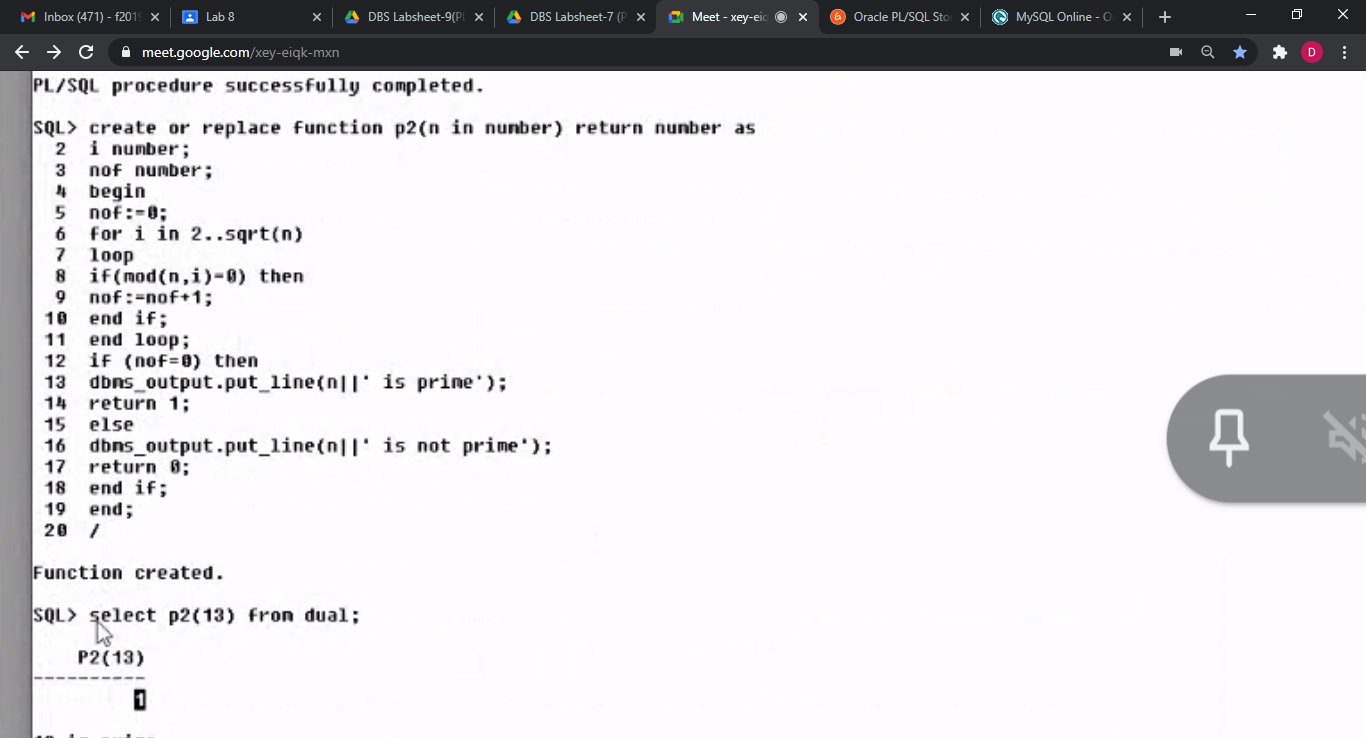 Inbox (471) - f201
Lab 8
DBS Labsheet-9(PL
DBS Labsheet-7 (P
Meet - xey-eiq
Oracle PL/SQL Sto
MySQL Online - O
meet.google.com/xey-eiqk-mxn
D
PL/SQL procedure successfully completed.
SQL> create or replace function p2(n in number) return number as
2 i number;
3 nof number;
4 begin
5 nof:=0;
6 for i in 2..sqrt(n)
7 loop
8 if(mod(n,i)=0) then
9 nof:=nof+1;
10 end if;
11 end loop;
12 if (nof=0) then
13 dbms_output.put_line(n||' is prime');
14 return 1;
15 else
16 dbms_output.put_line(n||' is not prime');
17 return 0;
18 end if;
19 end;
20 /
Function created.
SQL> select p2(13) from dual;
P2(13)
----------
1